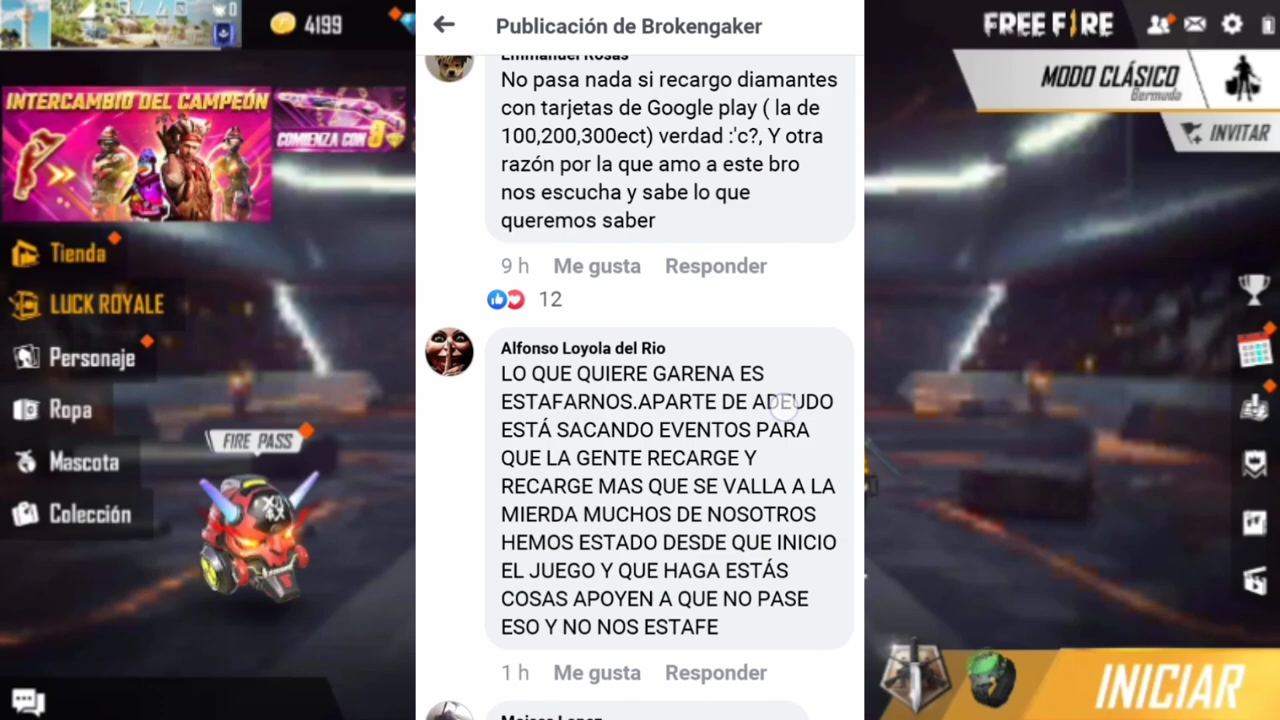 4199
INTERCAMBIO DEL CAMPEÓN
COMIENZA CON 8
Tienda
LUCK ROYALE
Personaje
Ropa
FIRE PASS
Mascota
Colección
Publicación de Brokengaker
Emmanuel Rosas
No pasa nada si recargo diamantes
con tarjetas de Google play ( la de
100,200,300ect) verdad :'c?, Y otra
razón por la que amo a este bro
nos escucha y sabe lo que
queremos saber
9 h Me gusta Responder
12
Alfonso Loyola del Rio
LO QUE QUIERE GARENA ES
ESTAFARNOS.APARTE DE ADEUDO
ESTÁ SACANDO EVENTOS PARA
QUE LA GENTE RECARGE Y
RECARGE MAS QUE SE VALLA A LA
MIERDA MUCHOS DE NOSOTROS
HEMOS ESTADO DESDE QUE INICIO
EL JUEGO Y QUE HAGA ESTÁS
COSAS APOYEN A QUE NO PASE
ESO Y NO NOS ESTAFE
1 h Me gusta Responder
FREE FIRE
MODO CLÁSICO
Bermuda
INVITAR
INICIAR